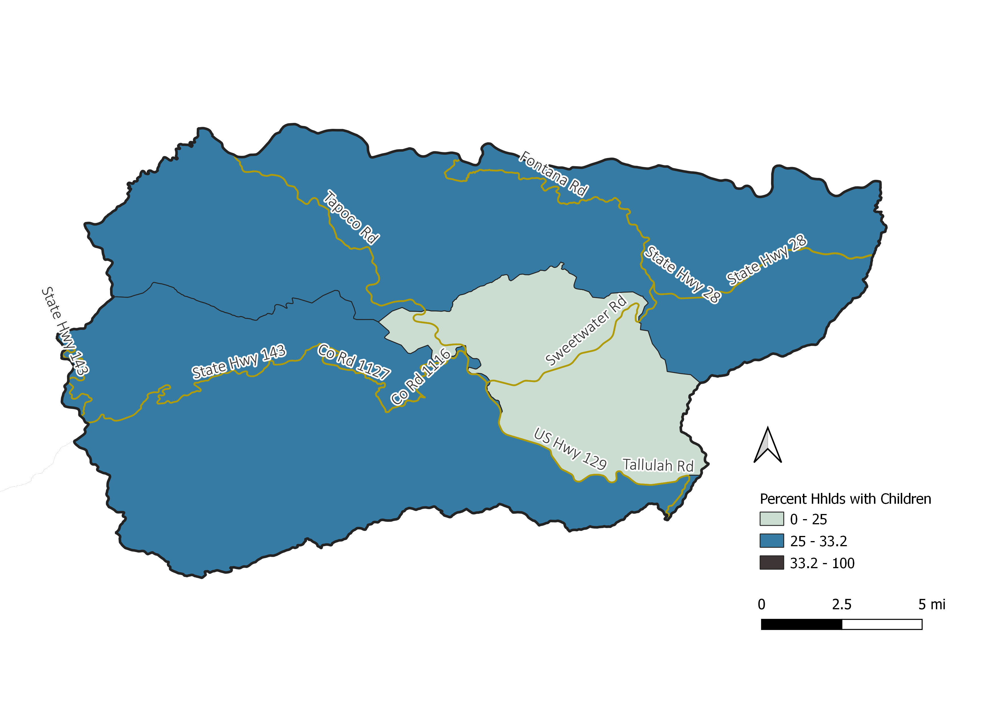 Fontana Rd
Tapoco Rd
State Hwy 28
State Hwy 28
State Hwy 143
Sweetwater Rd
State Hwy 143
Co Rd 1127
Co Rd 1116
US Hwy 129
Tallulah Rd
Percent Hhlds with Children
0 - 25
25 - 33.2
33.2 - 100
0 2.5 5 mi